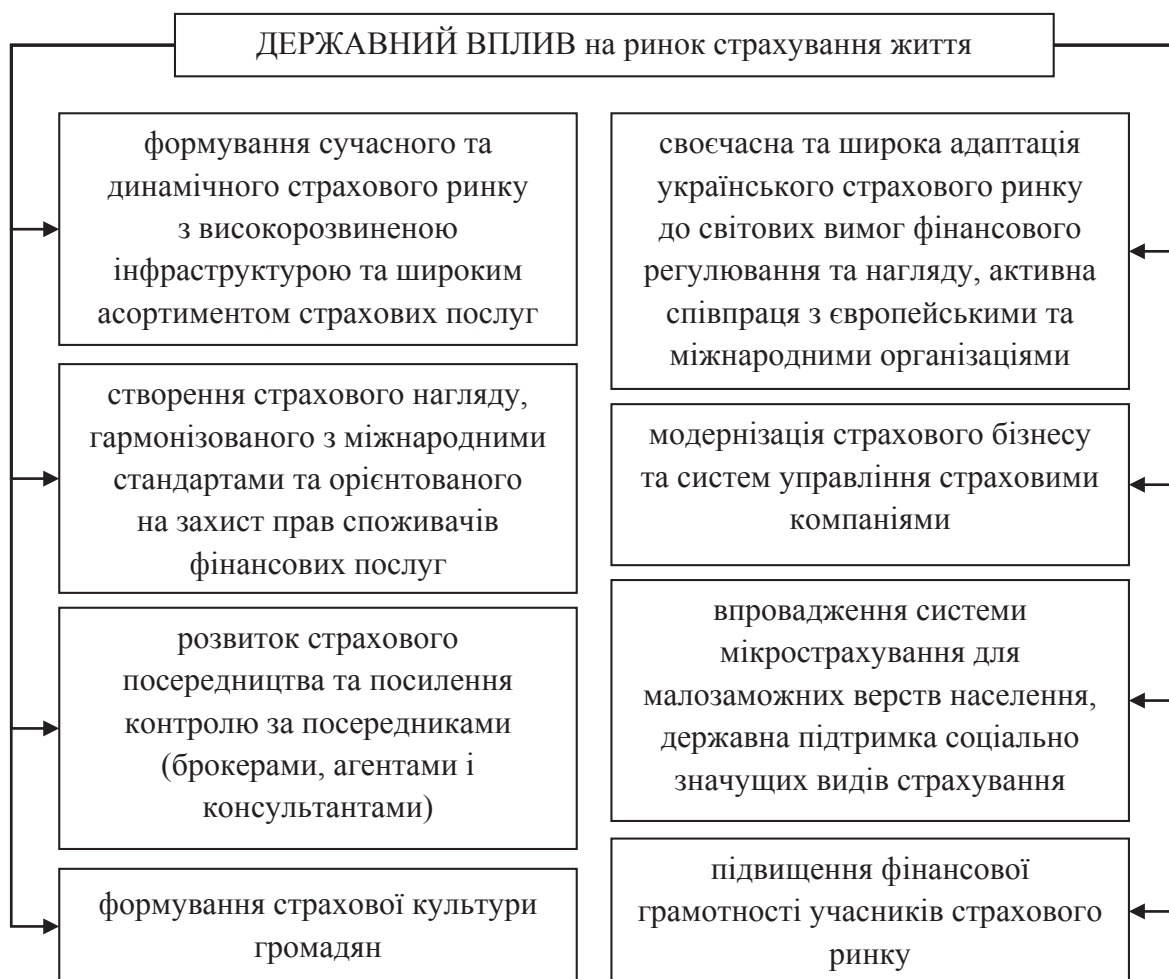 ДЕРЖАВНИЙ ВПЛИВ на ринок страхування життя
формування сучасного та
динамічного страхового ринку
з високорозвиненою
інфраструктурою та широким
асортиментом страхових послуг
створення страхового нагляду,
гармонізованого з міжнародними
стандартами та орієнтованого
на захист прав споживачів
фінансових послуг
розвиток страхового
посередництва та посилення
контролю за посередниками
(брокерами, агентами і
консультантами)
формування страхової культури
громадян
своєчасна та широка адаптація
українського страхового ринку
до світових вимог фінансового
регулювання та нагляду, активна
співпраця з європейськими та
міжнародними організаціями
модернізація страхового бізнесу
та систем управління страховими
компаніями
впровадження системи
мікрострахування для
малозаможних верств населення,
державна підтримка соціально
значущих видів страхування
підвищення фінансової
грамотності учасників страхового
ринку